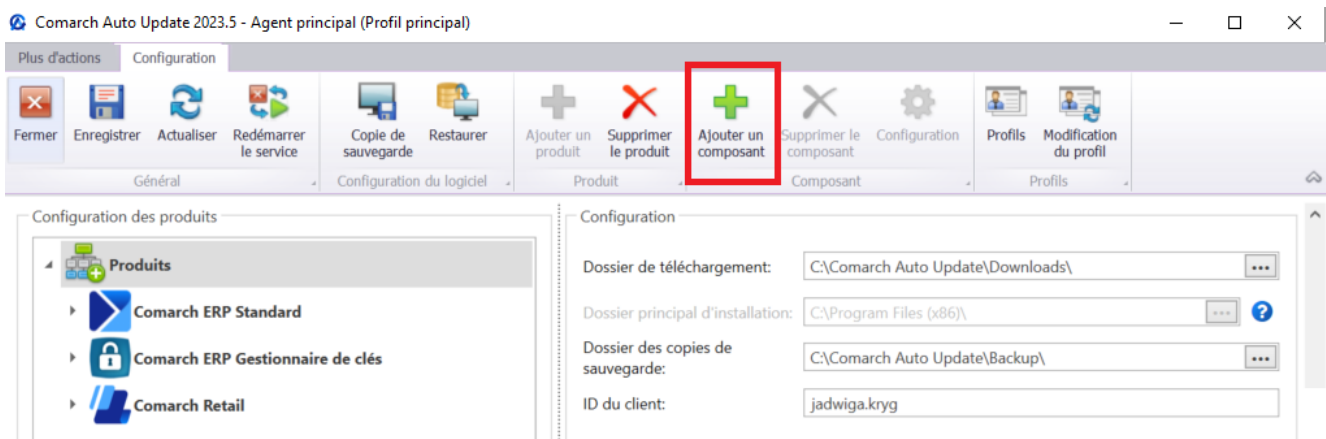 Comarch Auto Update 2023.5 - Agent principal (Profil principal)
Plus d'actions Configuration
Fermer Enregistrer Actualiser Redémarrer le service Copie de sauvegarde Restaurer Ajouter un produit Supprimer le produit Ajouter un composant Supprimer le composant Configuration Profils Modification du profil
Général Configuration du logiciel Produit Composant Profils
Configuration des produits
Produits
Comarch ERP Standard
Comarch ERP Gestionnaire de clés
Comarch Retail
Configuration
Dossier de téléchargement: C:\Comarch Auto Update\Downloads\
Dossier principal d'installation: C:\Program Files (x86)\
Dossier des copies de
sauvegarde: C:\Comarch Auto Update\Backup\
ID du client: jadwiga.kryg